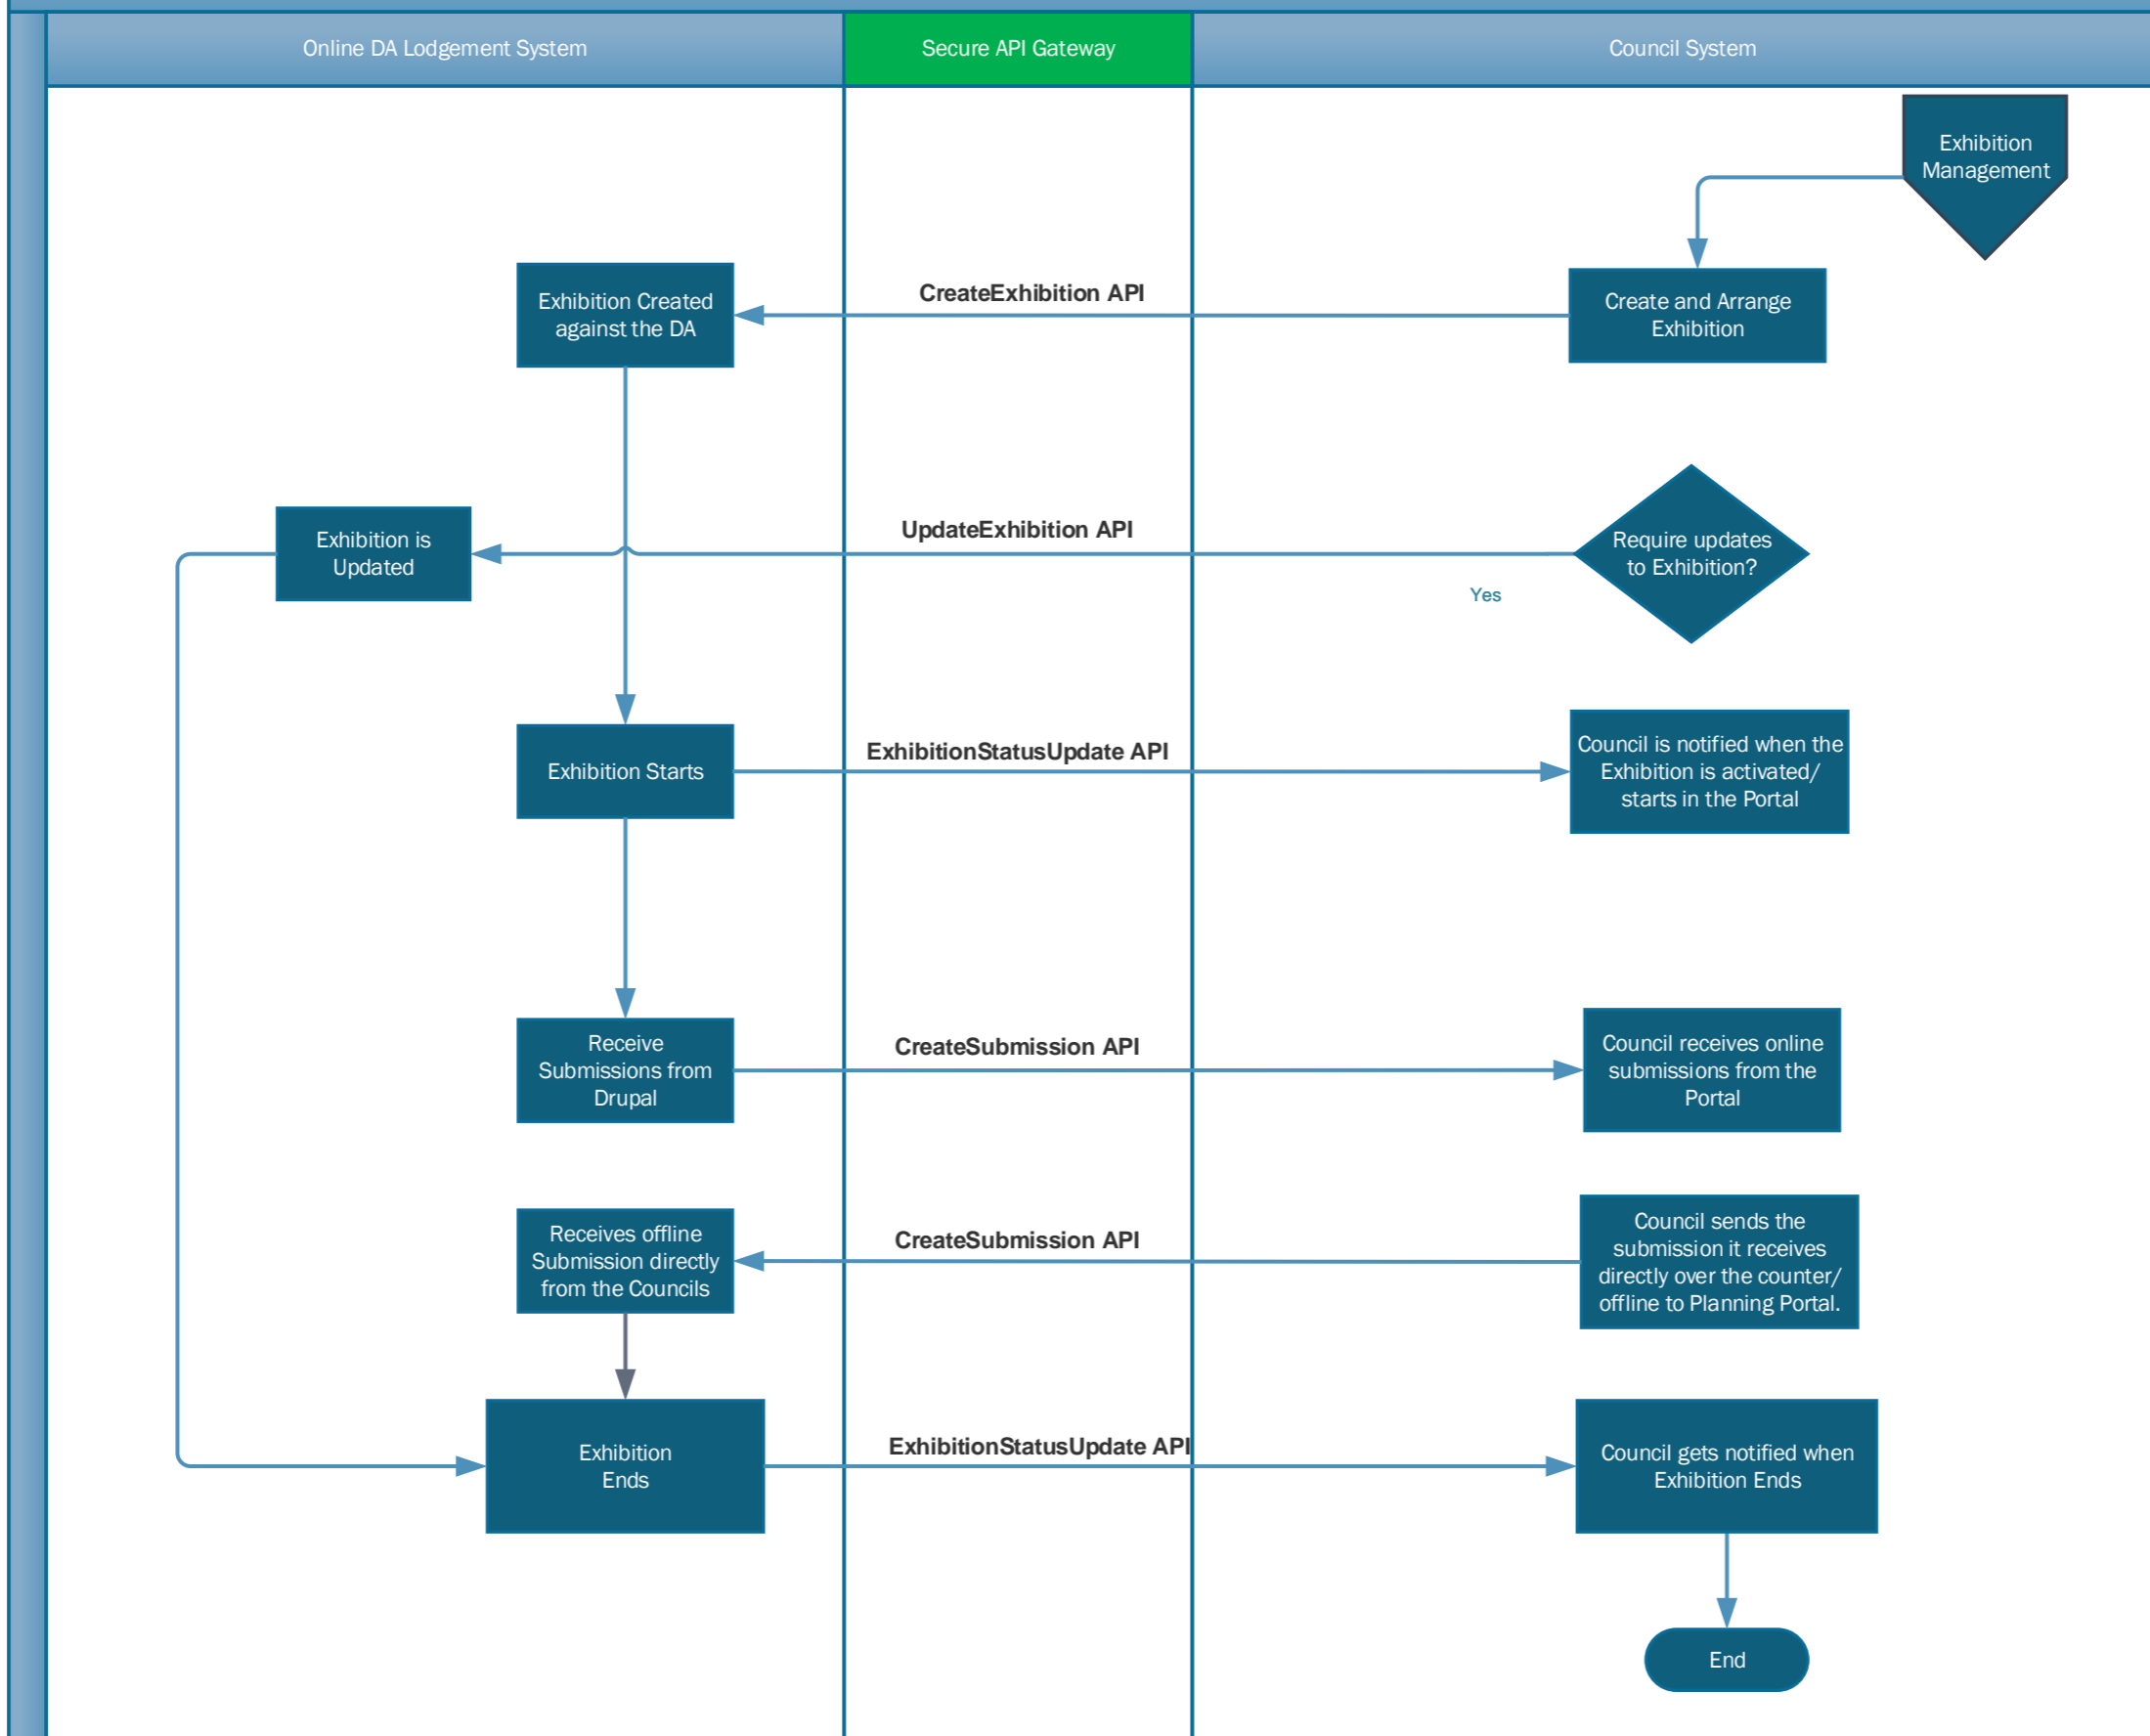 Online DA Lodgement System
Secure API Gateway
Council System
Exhibition
Management
Exhibition Created
against the DA
CreateExhibition API
Create and Arrange
Exhibition
Exhibition is
Updated
UpdateExhibition API
Require updates
to Exhibition?
Yes
Exhibition Starts
ExhibitionStatusUpdate API
Council is notified when the
Exhibition is activated/
starts in the Portal
Receive
Submissions from
Drupal
CreateSubmission API
Council receives online
submissions from the
Portal
Receives offline
Submission directly
from the Councils
CreateSubmission API
Council sends the
submission it receives
directly over the counter/
offline to Planning Portal.
Exhibition
Ends
ExhibitionStatusUpdate API
Council gets notified when
Exhibition Ends
End